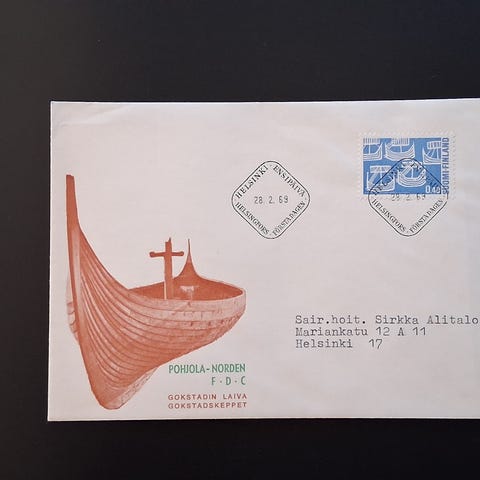 HELSINKI · ENSIPÄIVÄ
28. 2. 69
HELSINGFORS · FÖRSTA DAGEN
SUOMI FINLAND
0.40
28. 2. 69
HELSINGFORS · FÖRSTA DAGEN
Sair.hoit. Sirkka Alitalo
Mariankatu 12 A 11
Helsinki 17
POHJOLA-NORDEN
F · D · C
GOKSTADIN LAIVA
GOKSTADSKEPPET